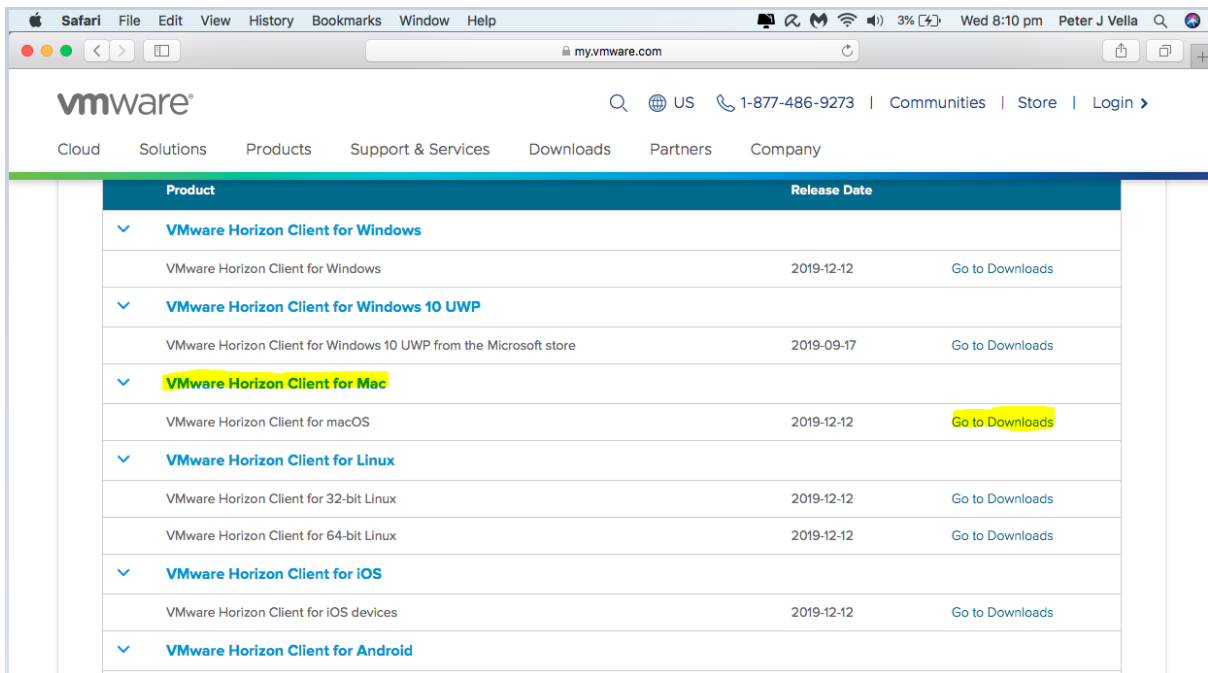 Safari File Edit View History Bookmarks Window Help 3% Wed 8:10 pm Peter J Vella
my.vmware.com
vmware® US 1-877-486-9273 | Communities | Store | Login >
Cloud Solutions Products Support & Services Downloads Partners Company
Product Release Date
VMware Horizon Client for Windows
VMware Horizon Client for Windows 2019-12-12 Go to Downloads
VMware Horizon Client for Windows 10 UWP
VMware Horizon Client for Windows 10 UWP from the Microsoft store 2019-09-17 Go to Downloads
VMware Horizon Client for Mac
VMware Horizon Client for macOS 2019-12-12 Go to Downloads
VMware Horizon Client for Linux
VMware Horizon Client for 32-bit Linux 2019-12-12 Go to Downloads
VMware Horizon Client for 64-bit Linux 2019-12-12 Go to Downloads
VMware Horizon Client for iOS
VMware Horizon Client for iOS devices 2019-12-12 Go to Downloads
VMware Horizon Client for Android